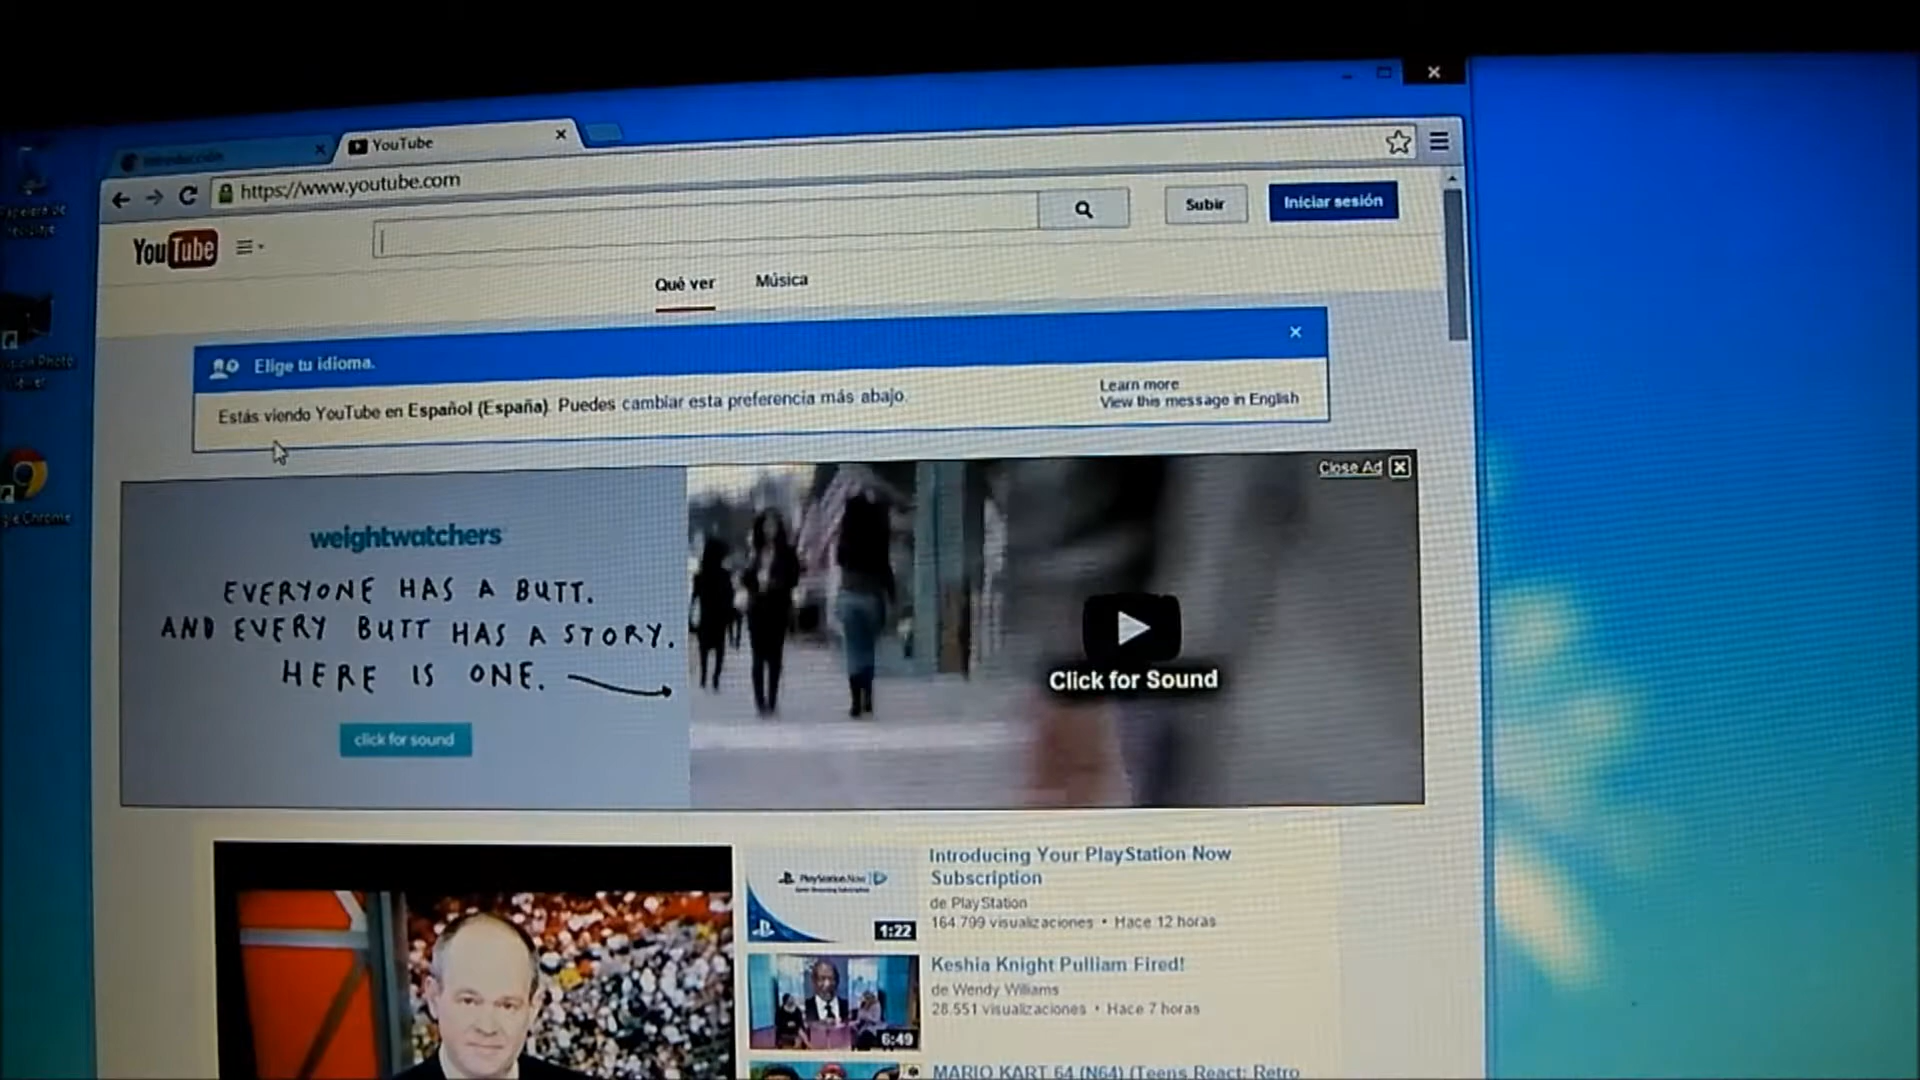 Introducción
YouTube
https://www.youtube.com
YouTube
Subir
Iniciar sesión
Qué ver
Música
Elige tu idioma.
Estás viendo YouTube en Español (España). Puedes cambiar esta preferencia más abajo.
Learn more
View this message in English
Close Ad
weightwatchers
EVERYONE HAS A BUTT.
AND EVERY BUTT HAS A STORY.
HERE IS ONE.
click for sound
Click for Sound
PlayStation Now
1:22
Introducing Your PlayStation Now
Subscription
de PlayStation
164.799 visualizaciones • Hace 12 horas
6:49
Keshia Knight Pulliam Fired!
de Wendy Williams
28.551 visualizaciones • Hace 7 horas
MARIO KART 64 (N64) (Teens React: Retro